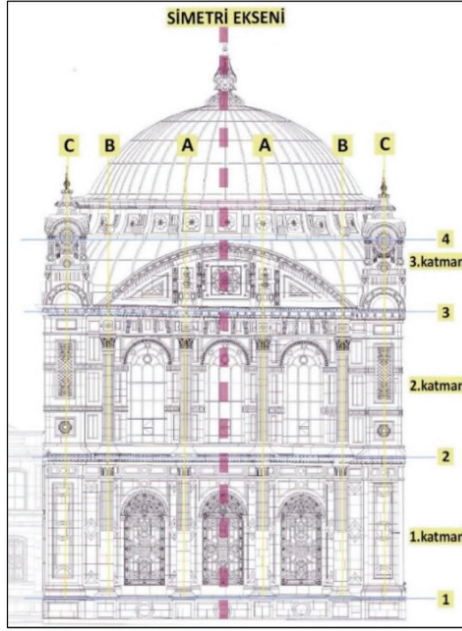 SİMETRİ EKSENİ
C B A A B C
4
3.katman
3
2.katman
2
1.katman
1